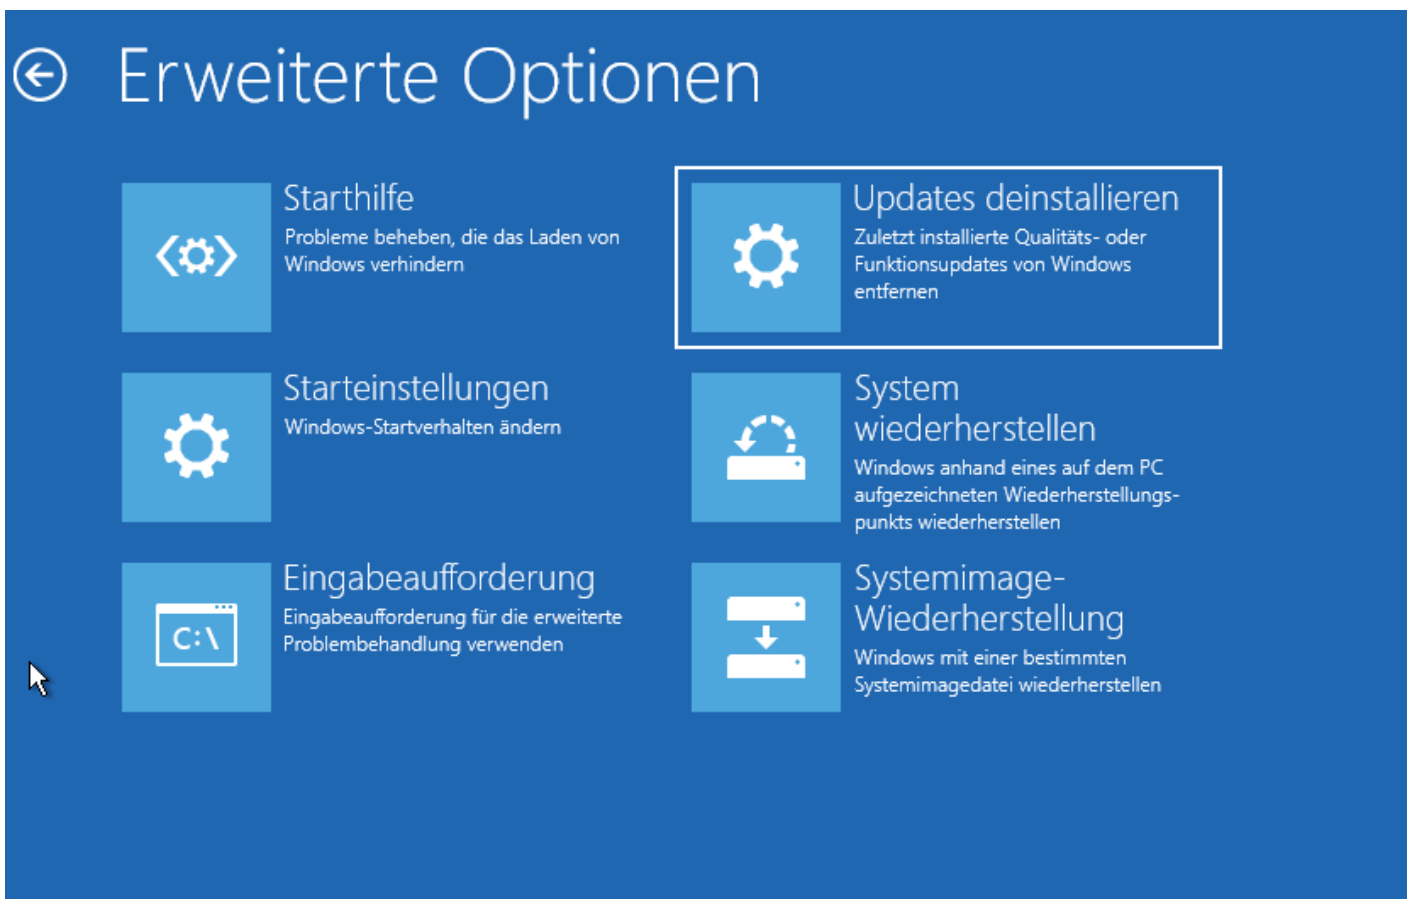 Erweiterte Optionen
Starthilfe
Probleme beheben, die das Laden von
Windows verhindern
Updates deinstallieren
Zuletzt installierte Qualitäts- oder
Funktionsupdates von Windows
entfernen
Starteinstellungen
Windows-Startverhalten ändern
System
wiederherstellen
Windows anhand eines auf dem PC
aufgezeichneten Wiederherstellungs-
punkts wiederherstellen
C:\
Eingabeaufforderung
Eingabeaufforderung für die erweiterte
Problembehandlung verwenden
Systemimage-
Wiederherstellung
Windows mit einer bestimmten
Systemimagedatei wiederherstellen